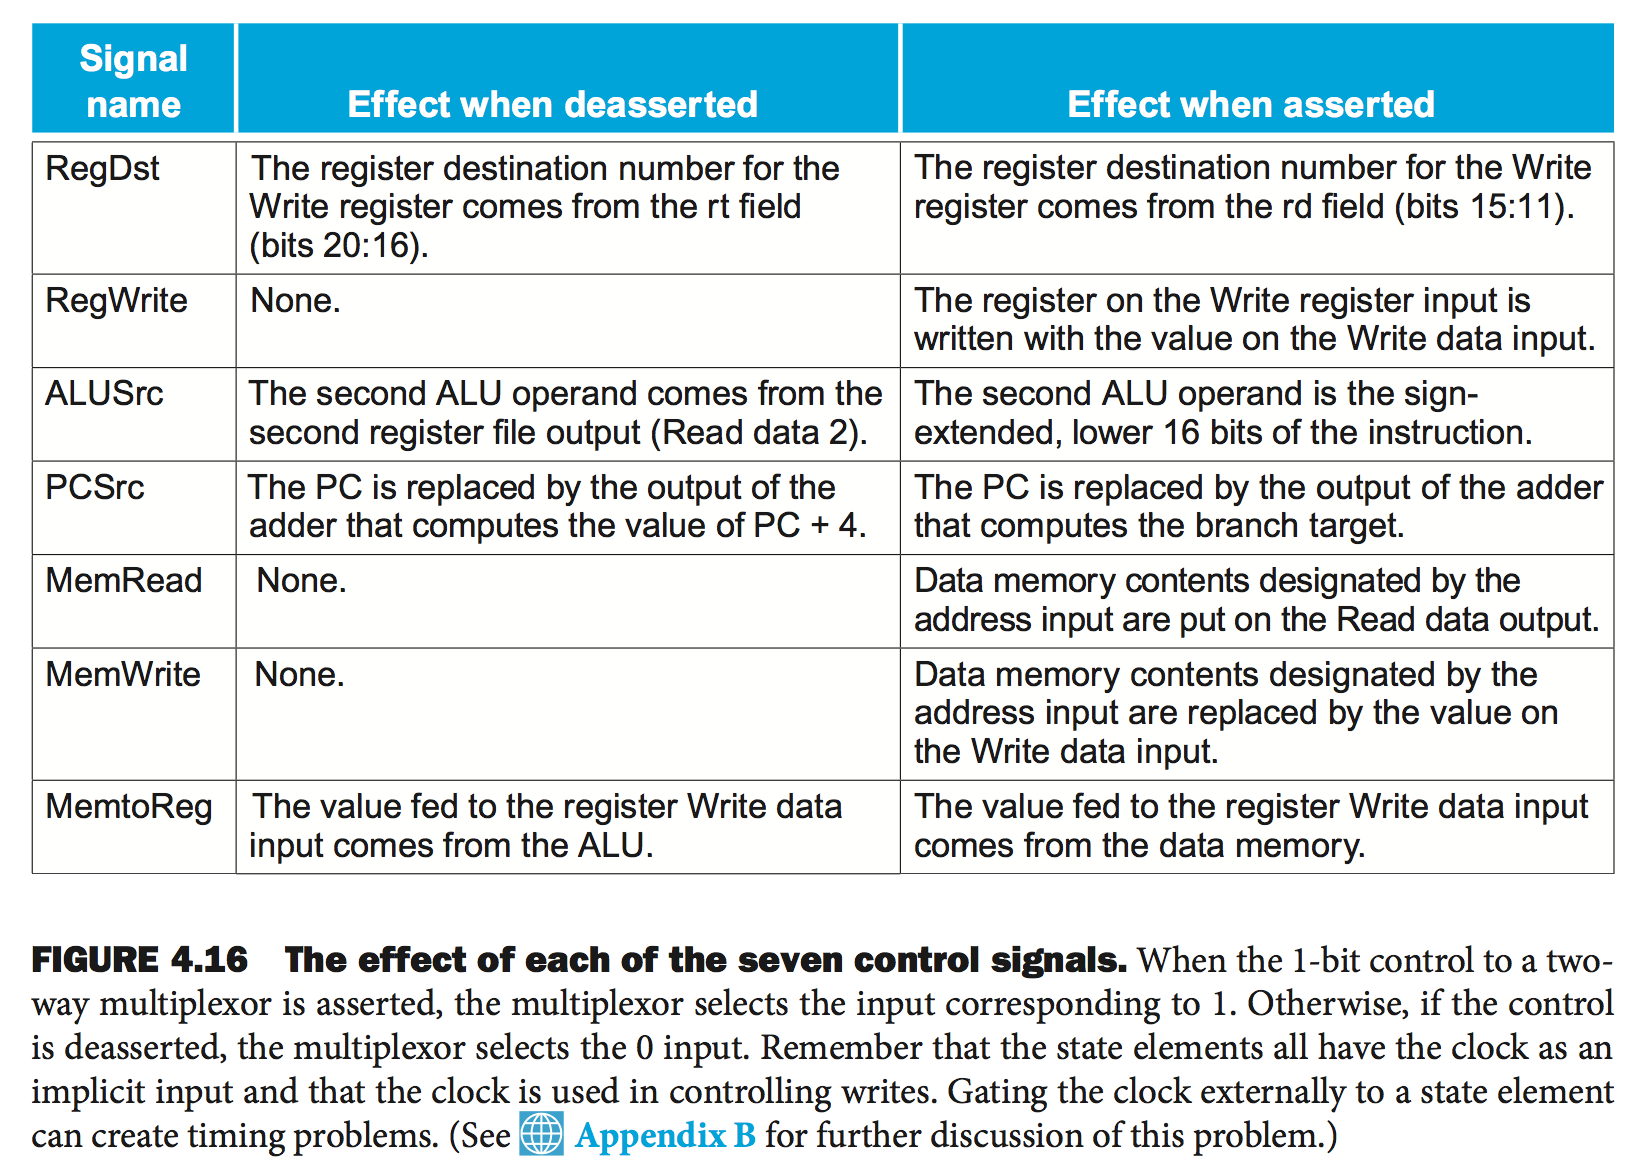 Signal name
Effect when deasserted
Effect when asserted
RegDst
The register destination number for the
Write register comes from the rt field
(bits 20:16).
The register destination number for the Write
register comes from the rd field (bits 15:11).
RegWrite
None.
The register on the Write register input is
written with the value on the Write data input.
ALUSrc
The second ALU operand comes from the
second register file output (Read data 2).
The second ALU operand is the sign-
extended, lower 16 bits of the instruction.
PCSrc
The PC is replaced by the output of the
adder that computes the value of PC + 4.
The PC is replaced by the output of the adder
that computes the branch target.
MemRead
None.
Data memory contents designated by the
address input are put on the Read data output.
MemWrite
None.
Data memory contents designated by the
address input are replaced by the value on
the Write data input.
MemtoReg
The value fed to the register Write data
input comes from the ALU.
The value fed to the register Write data input
comes from the data memory.
FIGURE 4.16 The effect of each of the seven control signals. When the 1-bit control to a two-
way multiplexor is asserted, the multiplexor selects the input corresponding to 1. Otherwise, if the control
is deasserted, the multiplexor selects the 0 input. Remember that the state elements all have the clock as an
implicit input and that the clock is used in controlling writes. Gating the clock externally to a state element
can create timing problems. (See Appendix B for further discussion of this problem.)